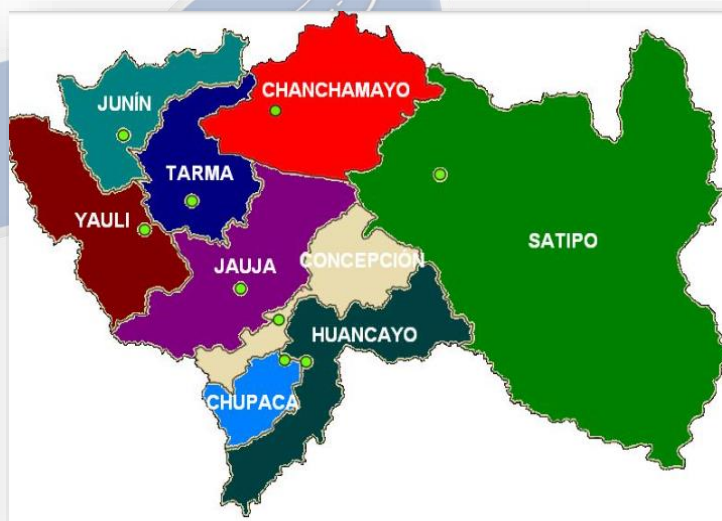 CHANCHAMAYO
JUNÍN
TARMA
YAULI
SATIPO
CONCEPCIÓN
JAUJA
HUANCAYO
CHUPACA